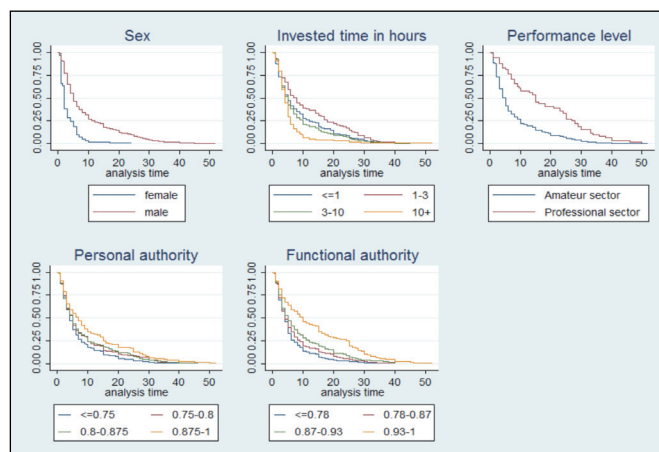 Sex
0.00 0.25 0.50 0.75 1.00
0 10 20 30 40 50
analysis time
female
male
Invested time in hours
0.00 0.25 0.50 0.75 1.00
0 10 20 30 40 50
analysis time
<=1 1-3
3-10 10+
Performance level
0.00 0.25 0.50 0.75 1.00
0 10 20 30 40 50
analysis time
Amateur sector
Professional sector
Personal authority
0.00 0.25 0.50 0.75 1.00
0 10 20 30 40 50
analysis time
<=0.75 0.75-0.8
0.8-0.875 0.875-1
Functional authority
0.00 0.25 0.50 0.75 1.00
0 10 20 30 40 50
analysis time
<=0.78 0.78-0.87
0.87-0.93 0.93-1